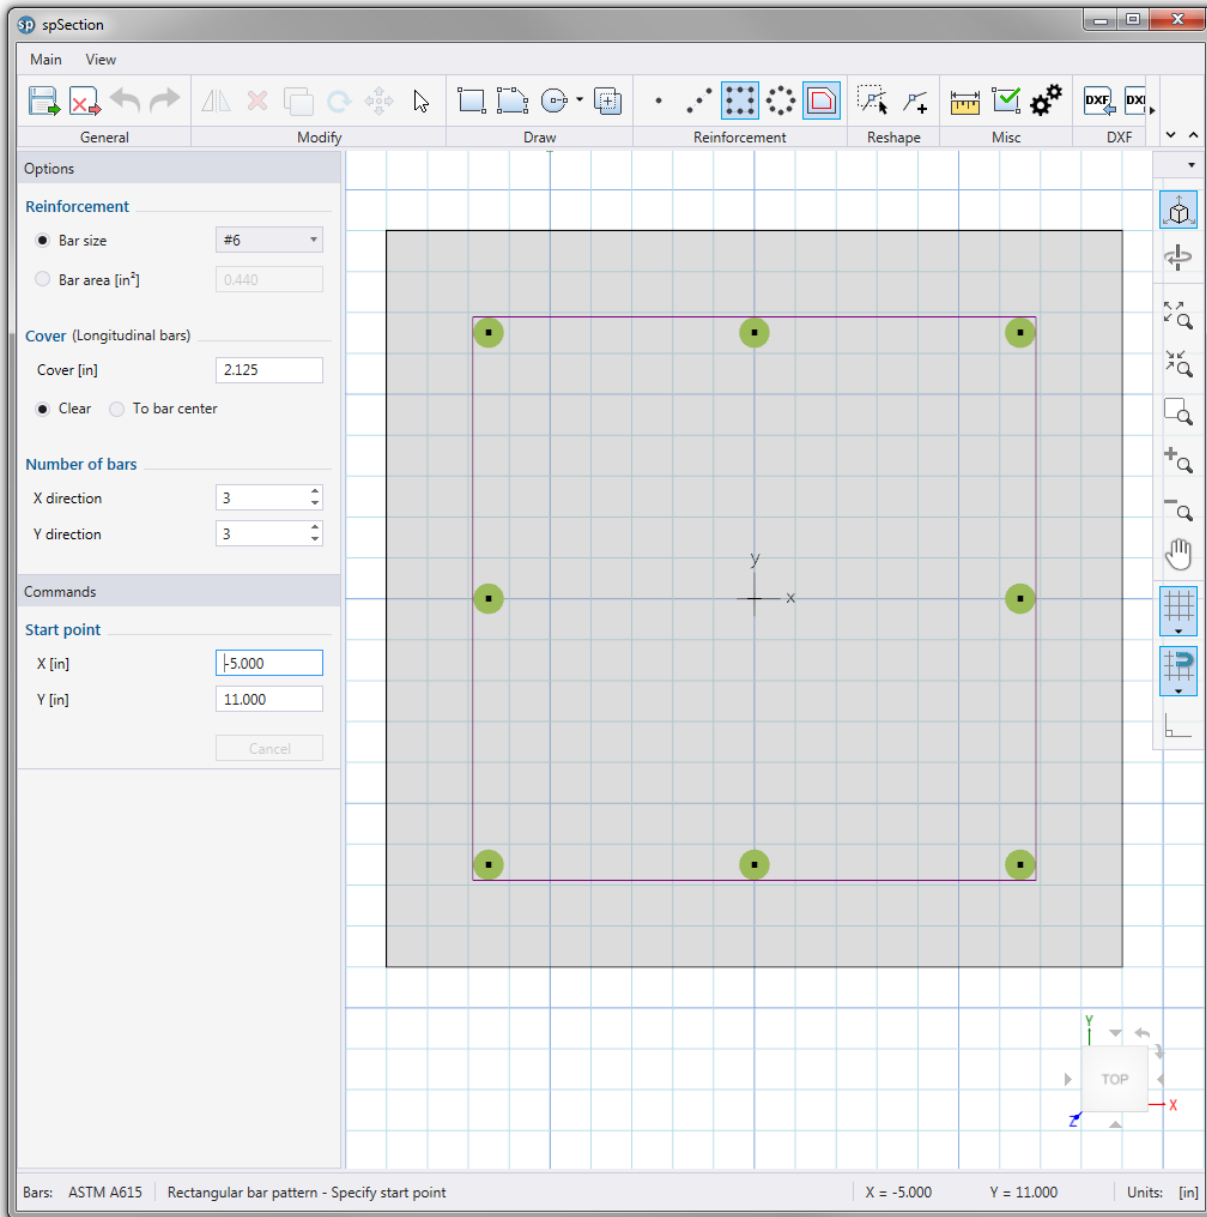 sp spSection
Main View
DXF DXF
General Modify Draw Reinforcement Reshape Misc DXF
Options
Reinforcement
Bar size #6
Bar area [in²] 0.440
Cover (Longitudinal bars)
Cover [in] 2.125
Clear To bar center
Number of bars
X direction 3
Y direction 3
Commands
Start point
X [in] -5.000
Y [in] 11.000
Cancel
y
x
Y
TOP
X
Z
Bars: ASTM A615 Rectangular bar pattern - Specify start point X = -5.000 Y = 11.000 Units: [in]